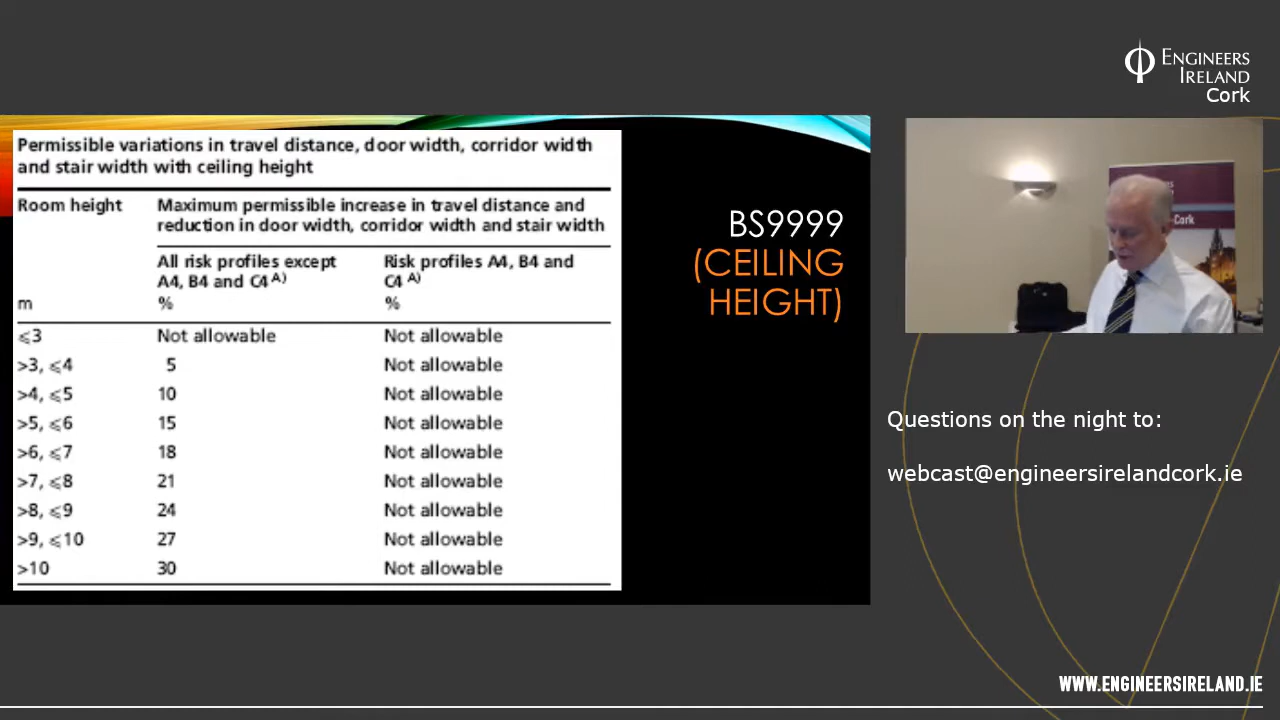 ENGINEERS
IRELAND
Cork
Permissible variations in travel distance, door width, corridor width
and stair width with ceiling height
Room height Maximum permissible increase in travel distance and
reduction in door width, corridor width and stair width
All risk profiles except Risk profiles A4, B4 and
A4, B4 and C4 A) C4 A)
m % %
⩽3 Not allowable Not allowable
>3, ⩽4 5 Not allowable
>4, ⩽5 10 Not allowable
>5, ⩽6 15 Not allowable
>6, ⩽7 18 Not allowable
>7, ⩽8 21 Not allowable
>8, ⩽9 24 Not allowable
>9, ⩽10 27 Not allowable
>10 30 Not allowable
BS9999
(CEILING
HEIGHT)
-Cork
Questions on the night to:
webcast@engineersirelandcork.ie
WWW.ENGINEERSIRELAND.IE